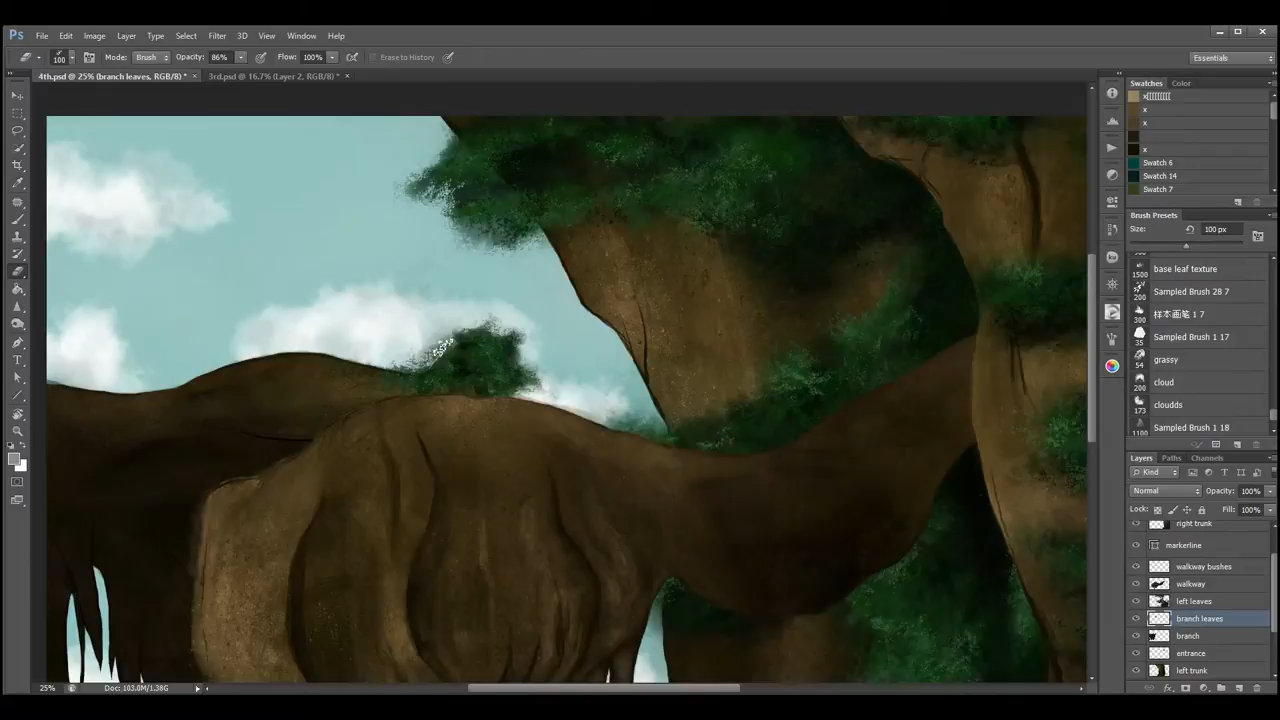 Ps File Edit Image Layer Type Select Filter 3D View Window Help
100 Mode: Brush Opacity: 86% Flow: 100% Erase to History Essentials
4th.psd @ 25% (branch leaves, RGB/8) * × 3rd.psd @ 16.7% (Layer 2, RGB/8) * ×
Swatches Color
x[[[[[[[[[
x
x
x
Swatch 6
Swatch 14
Swatch 7
Brush Presets
Size: 100 px
1500 base leaf texture
200 Sampled Brush 28 7
300 样本画笔 1 7
35 Sampled Brush 1 17
54 grassy
200 cloud
173 cloudds
1100 Sampled Brush 1 18
Layers Paths Channels
Kind
Normal Opacity: 100%
Lock: Fill: 100%
right trunk
markerline
walkway bushes
walkway
left leaves
branch leaves
branch
entrance
left trunk
25% Doc: 103.0M/1.38G